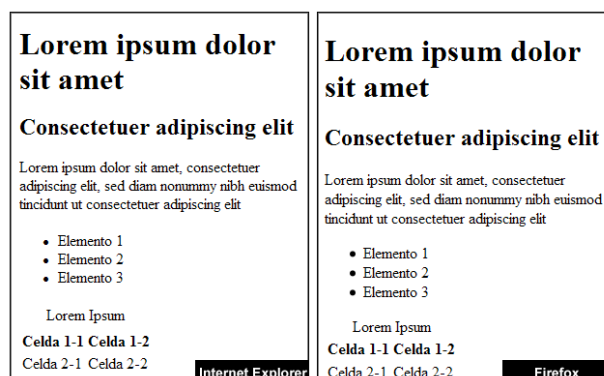 Lorem ipsum dolor
sit amet
Consectetuer adipiscing elit
Lorem ipsum dolor sit amet, consectetuer
adipiscing elit, sed diam nonummy nibh euismod
tincidunt ut consectetuer adipiscing elit
Elemento 1
Elemento 2
Elemento 3
Lorem Ipsum
Celda 1-1 Celda 1-2
Celda 2-1 Celda 2-2
Internet Explorer
Lorem ipsum dolor
sit amet
Consectetuer adipiscing elit
Lorem ipsum dolor sit amet, consectetuer
adipiscing elit, sed diam nonummy nibh euismod
tincidunt ut consectetuer adipiscing elit
Elemento 1
Elemento 2
Elemento 3
Lorem Ipsum
Celda 1-1 Celda 1-2
Celda 2-1 Celda 2-2
Firefox